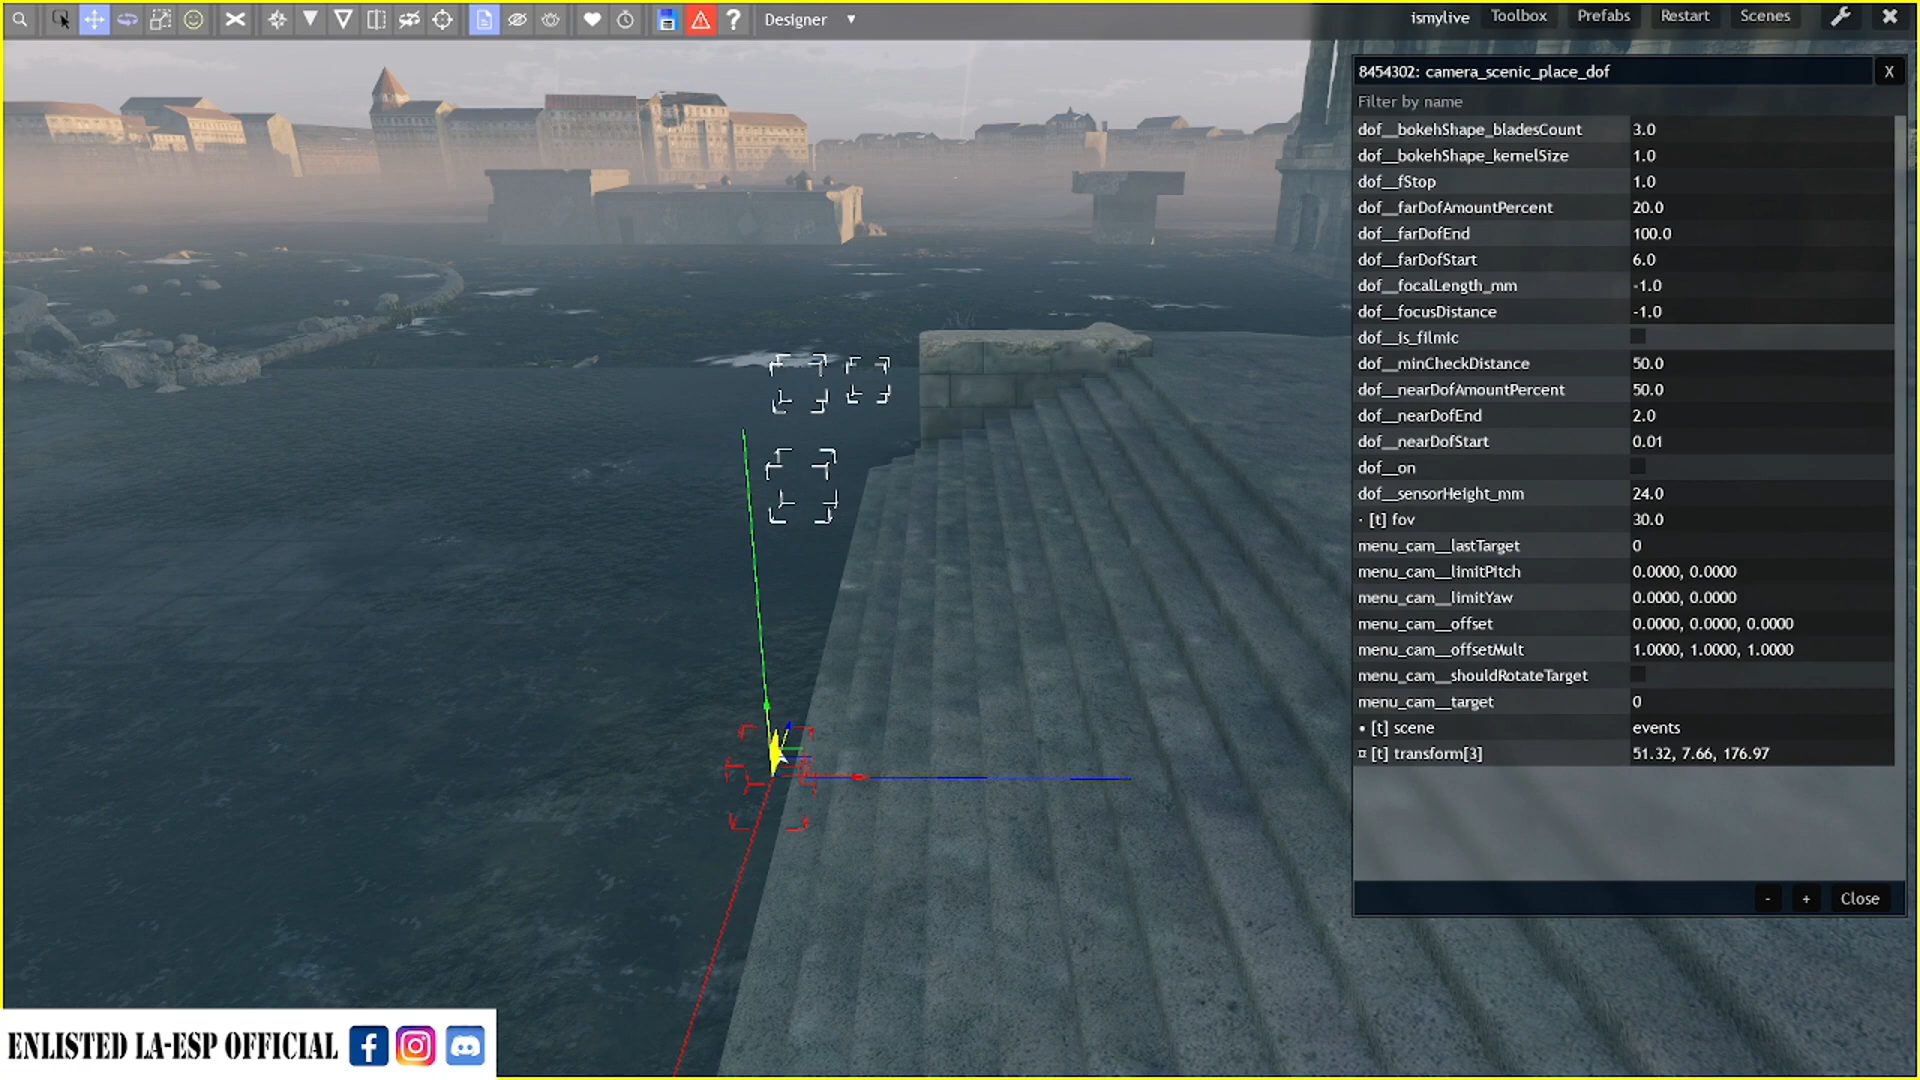 Designer
ismylive
Toolbox
Prefabs
Restart
Scenes
8454302: camera_scenic_place_dof
X
Filter by name
dof__bokehShape_bladesCount 3.0
dof__bokehShape_kernelSize 1.0
dof__fStop 1.0
dof__farDofAmountPercent 20.0
dof__farDofEnd 100.0
dof__farDofStart 6.0
dof__focalLength_mm -1.0
dof__focusDistance -1.0
dof__is_filmic
dof__minCheckDistance 50.0
dof__nearDofAmountPercent 50.0
dof__nearDofEnd 2.0
dof__nearDofStart 0.01
dof__on
dof__sensorHeight_mm 24.0
· [t] fov 30.0
menu_cam__lastTarget 0
menu_cam__limitPitch 0.0000, 0.0000
menu_cam__limitYaw 0.0000, 0.0000
menu_cam__offset 0.0000, 0.0000, 0.0000
menu_cam__offsetMult 1.0000, 1.0000, 1.0000
menu_cam__shouldRotateTarget
menu_cam__target 0
• [t] scene events
¤ [t] transform[3] 51.32, 7.66, 176.97
- + Close
ENLISTED LA-ESP OFFICIAL